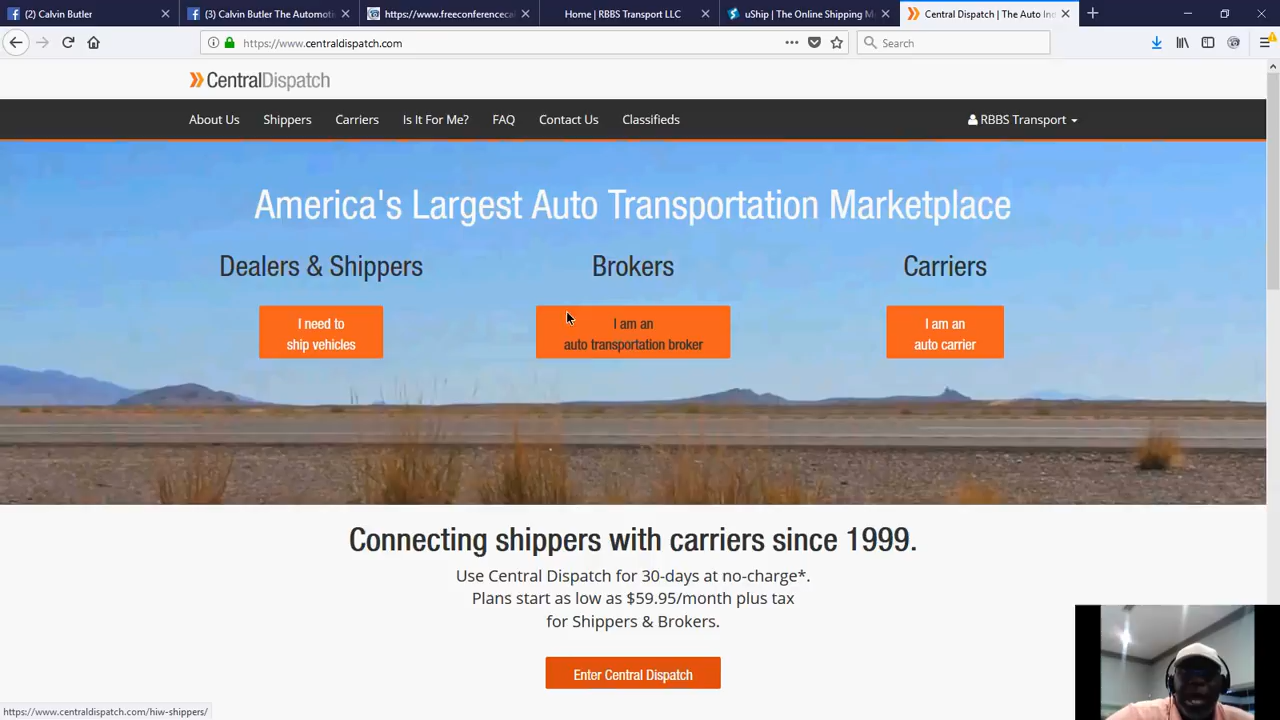 (2) Calvin Butler
(3) Calvin Butler The Automoti
https://www.freeconferenceca
Home | RBBS Transport LLC
uShip | The Online Shipping M
Central Dispatch | The Auto In
https://www.centraldispatch.com
Search
CentralDispatch
About Us
Shippers
Carriers
Is It For Me?
FAQ
Contact Us
Classifieds
RBBS Transport
America's Largest Auto Transportation Marketplace
Dealers & Shippers
Brokers
Carriers
I need to
ship vehicles
I am an
auto transportation broker
I am an
auto carrier
Connecting shippers with carriers since 1999.
Use Central Dispatch for 30-days at no-charge*.
Plans start as low as $59.95/month plus tax
for Shippers & Brokers.
Enter Central Dispatch
https://www.centraldispatch.com/hiw-shippers/